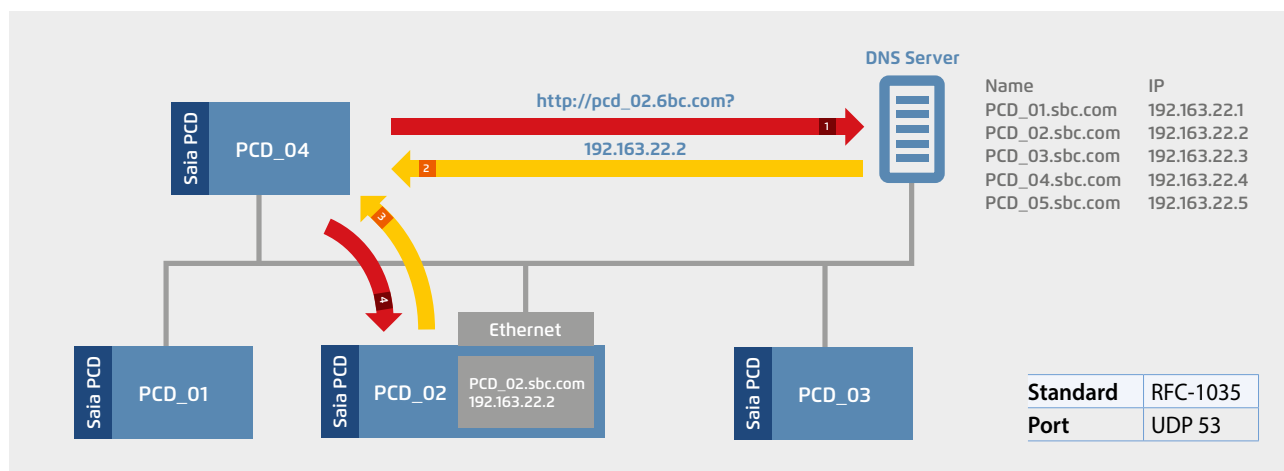 DNS Server
http://pcd_02.6bc.com?
1
192.163.22.2
2
Name IP
PCD_01.sbc.com 192.163.22.1
PCD_02.sbc.com 192.163.22.2
PCD_03.sbc.com 192.163.22.3
PCD_04.sbc.com 192.163.22.4
PCD_05.sbc.com 192.163.22.5
Saia PCD
PCD_04
3
4
Ethernet
Saia PCD
PCD_01
Saia PCD
PCD_02
PCD_02.sbc.com
192.163.22.2
Saia PCD
PCD_03
Standard RFC-1035
Port UDP 53